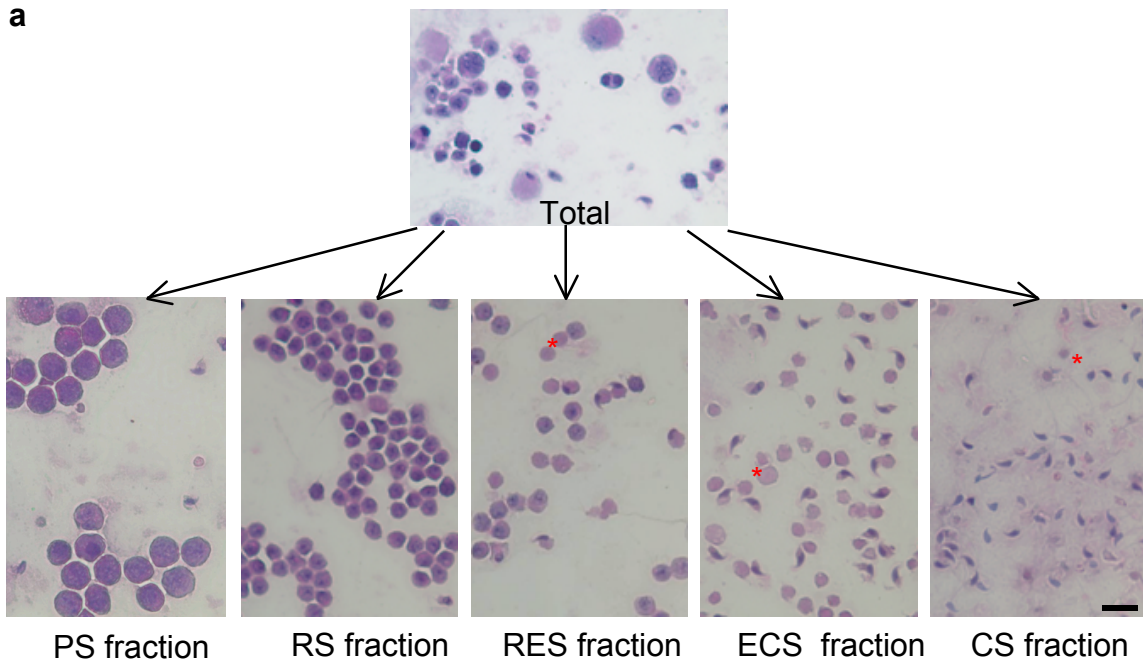 a
Total
PS fraction
RS fraction
RES fraction
ECS fraction
CS fraction